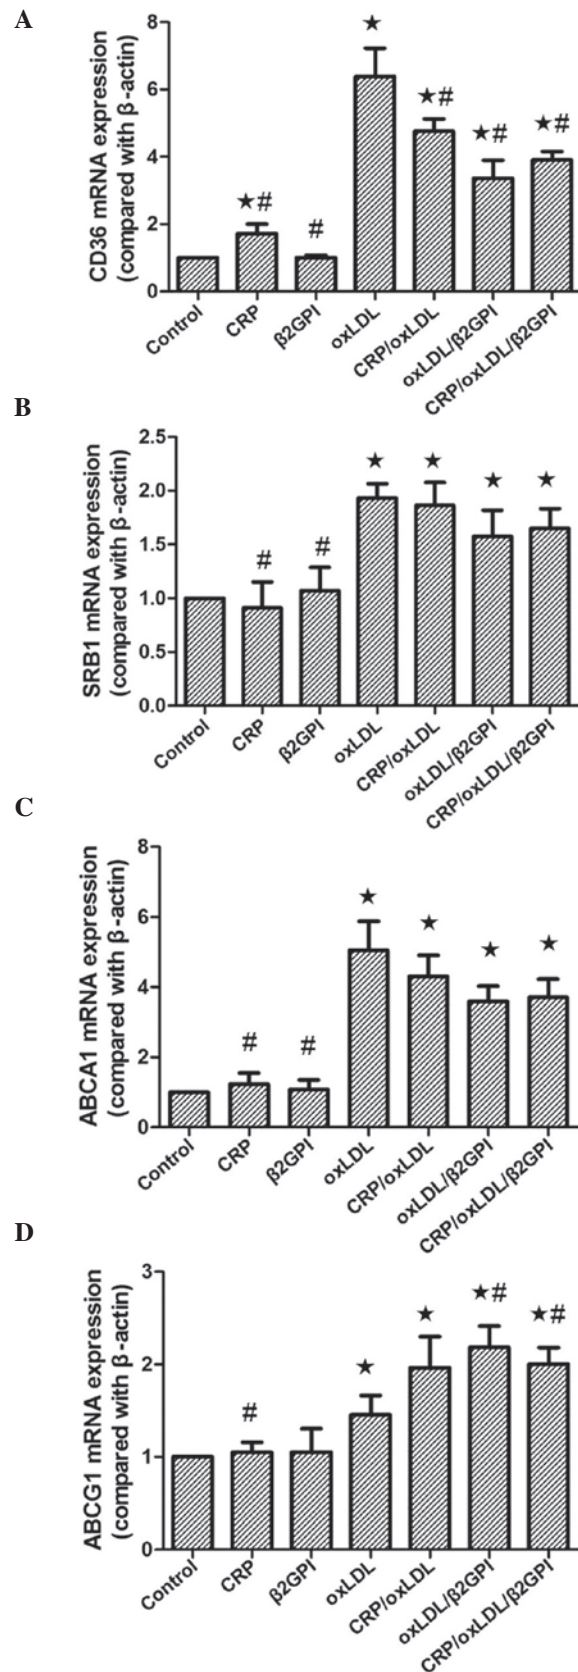 A
CD36 mRNA expression
(compared with β-actin)
8
6
4
2
0
★
★#
★#
★#
★#
#
Control
CRP
β2GPI
oxLDL
CRP/oxLDL
oxLDL/β2GPI
CRP/oxLDL/β2GPI
B
SRB1 mRNA expression
(compared with β-actin)
2.5
2.0
1.5
1.0
0.5
0.0
#
#
★
★
★
★
Control
CRP
β2GPI
oxLDL
CRP/oxLDL
oxLDL/β2GPI
CRP/oxLDL/β2GPI
C
ABCA1 mRNA expression
(compared with β-actin)
8
6
4
2
0
#
#
★
★
★
★
Control
CRP
β2GPI
oxLDL
CRP/oxLDL
oxLDL/β2GPI
CRP/oxLDL/β2GPI
D
ABCG1 mRNA expression
(compared with β-actin)
3
2
1
0
#
★
★
★#
★#
Control
CRP
β2GPI
oxLDL
CRP/oxLDL
oxLDL/β2GPI
CRP/oxLDL/β2GPI